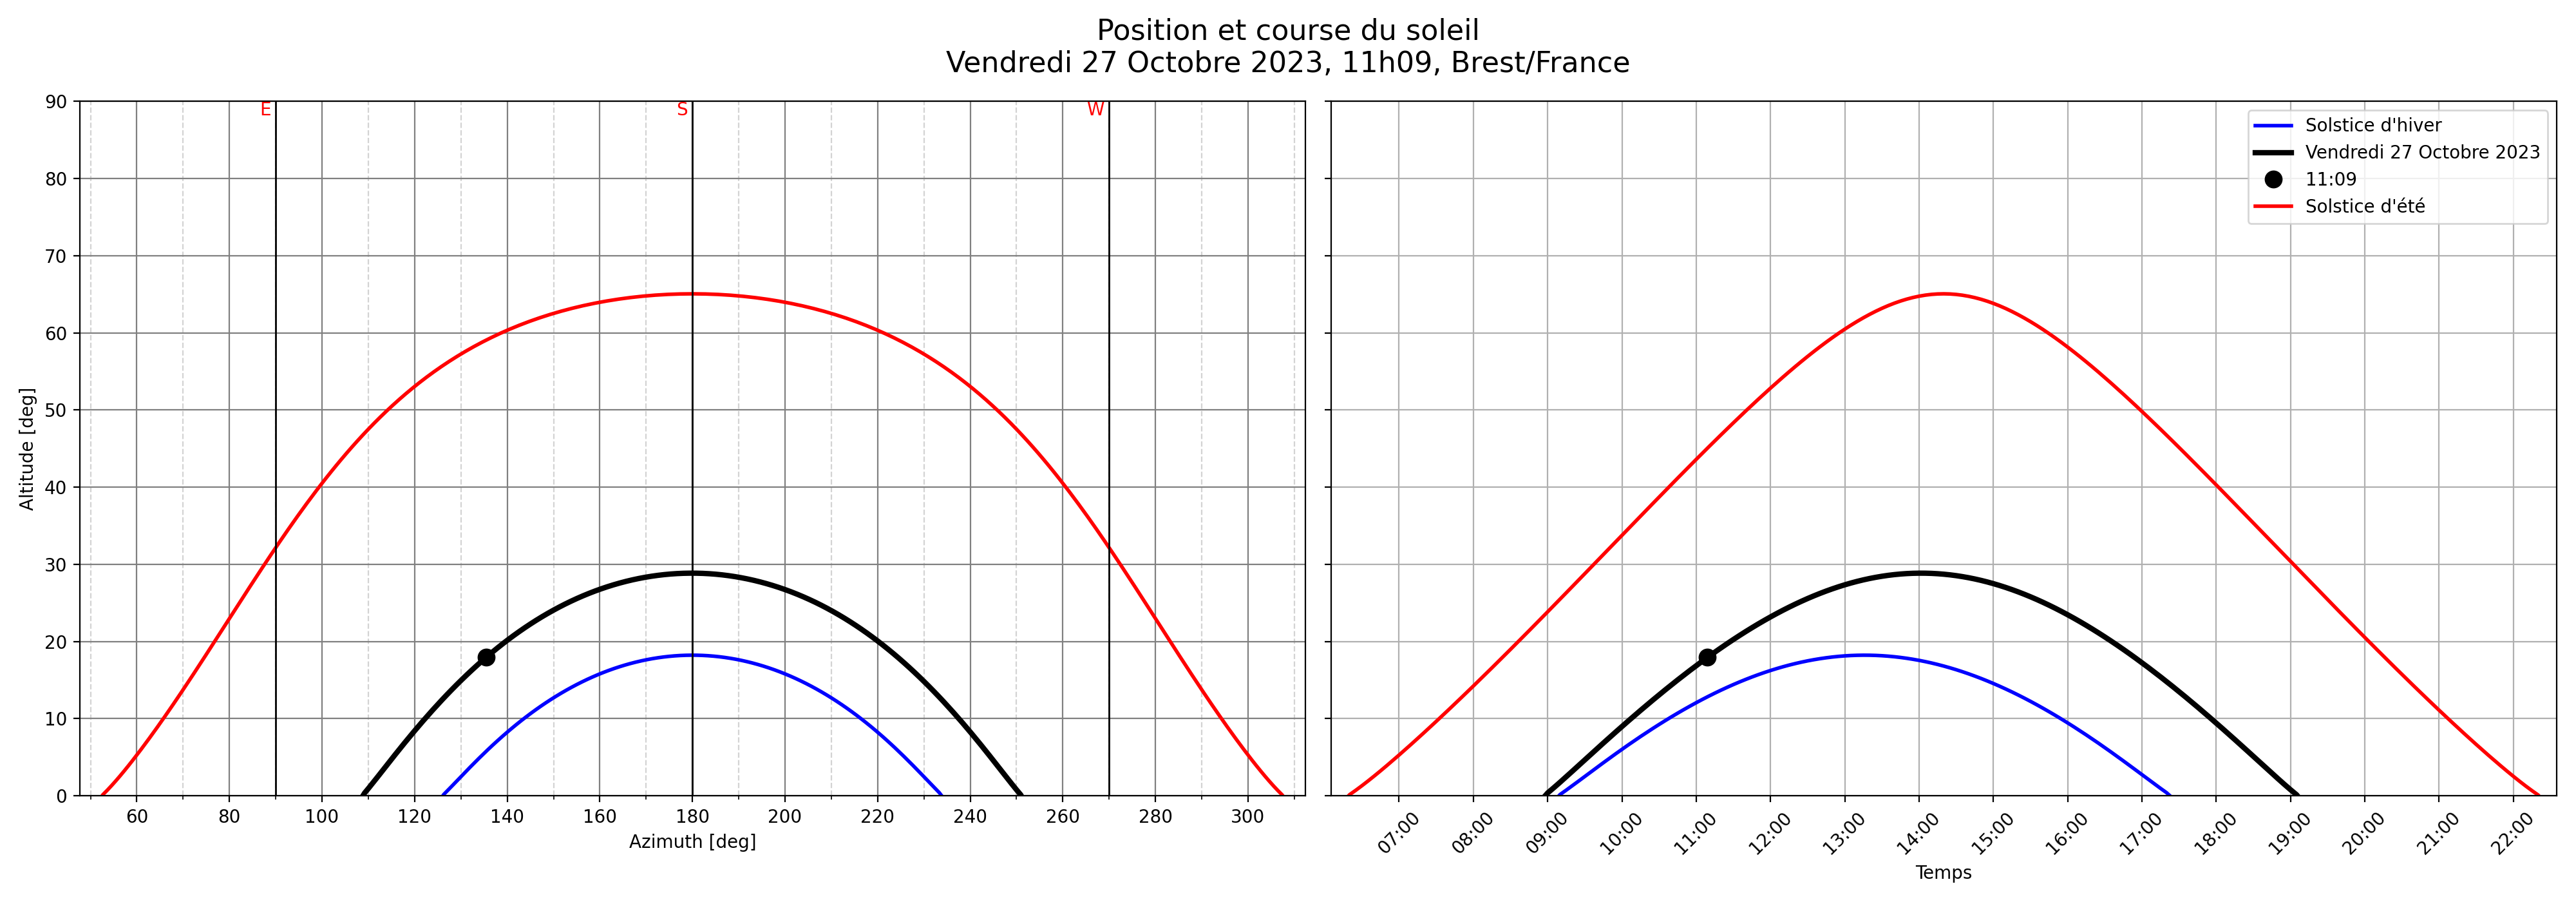 Position et course du soleil
Vendredi 27 Octobre 2023, 11h09, Brest/France
E
S
W
90
80
70
60
50
40
30
20
10
0
Altitude [deg]
60 80 100 120 140 160 180 200 220 240 260 280 300
Azimuth [deg]
Solstice d'hiver
Vendredi 27 Octobre 2023
11:09
Solstice d'été
07:00 08:00 09:00 10:00 11:00 12:00 13:00 14:00 15:00 16:00 17:00 18:00 19:00 20:00 21:00 22:00
Temps